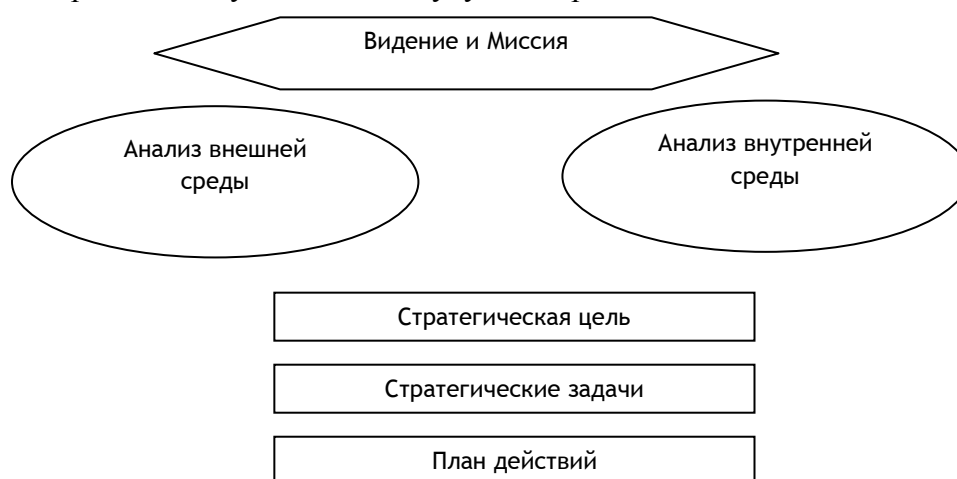 Видение и Миссия
Анализ внешней
среды
Анализ внутренней
среды
Стратегическая цель
Стратегические задачи
План действий